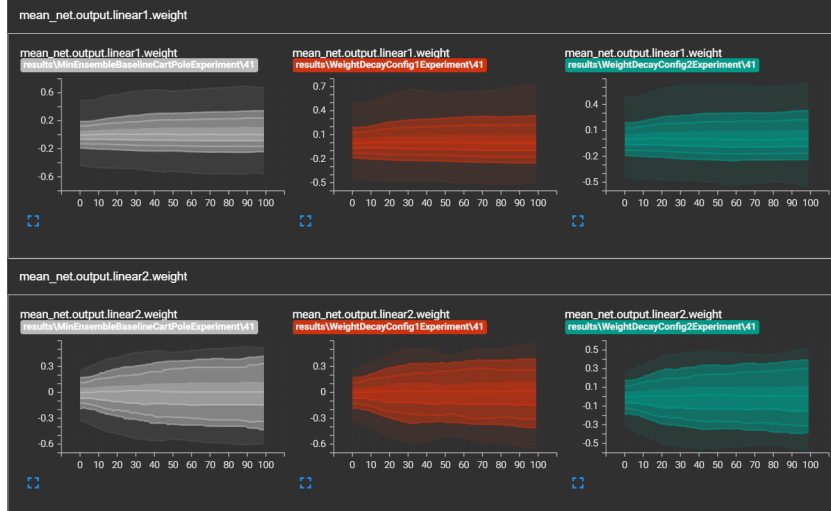 mean_net.output.linear1.weight
mean_net.output.linear1.weight mean_net.output.linear1.weight mean_net.output.linear1.weight
results\MinEnsembleBaselineCartPoleExperiment\41 results\WeightDecayConfig1Experiment\41 results\WeightDecayConfig2Experiment\41
0.6 0.7 0.4
0.2 0.4 0.1
-0.2 0.1 -0.2
-0.6 -0.2 -0.5
-0.5
0 10 20 30 40 50 60 70 80 90 100 0 10 20 30 40 50 60 70 80 90 100 0 10 20 30 40 50 60 70 80 90 100
mean_net.output.linear2.weight
mean_net.output.linear2.weight mean_net.output.linear2.weight mean_net.output.linear2.weight
results\MinEnsembleBaselineCartPoleExperiment\41 results\WeightDecayConfig1Experiment\41 results\WeightDecayConfig2Experiment\41
0.3 0.3 0.5
0 0 0.3
-0.3 -0.3 0.1
-0.6 -0.6 -0.1
-0.3
-0.5
0 10 20 30 40 50 60 70 80 90 100 0 10 20 30 40 50 60 70 80 90 100 0 10 20 30 40 50 60 70 80 90 100